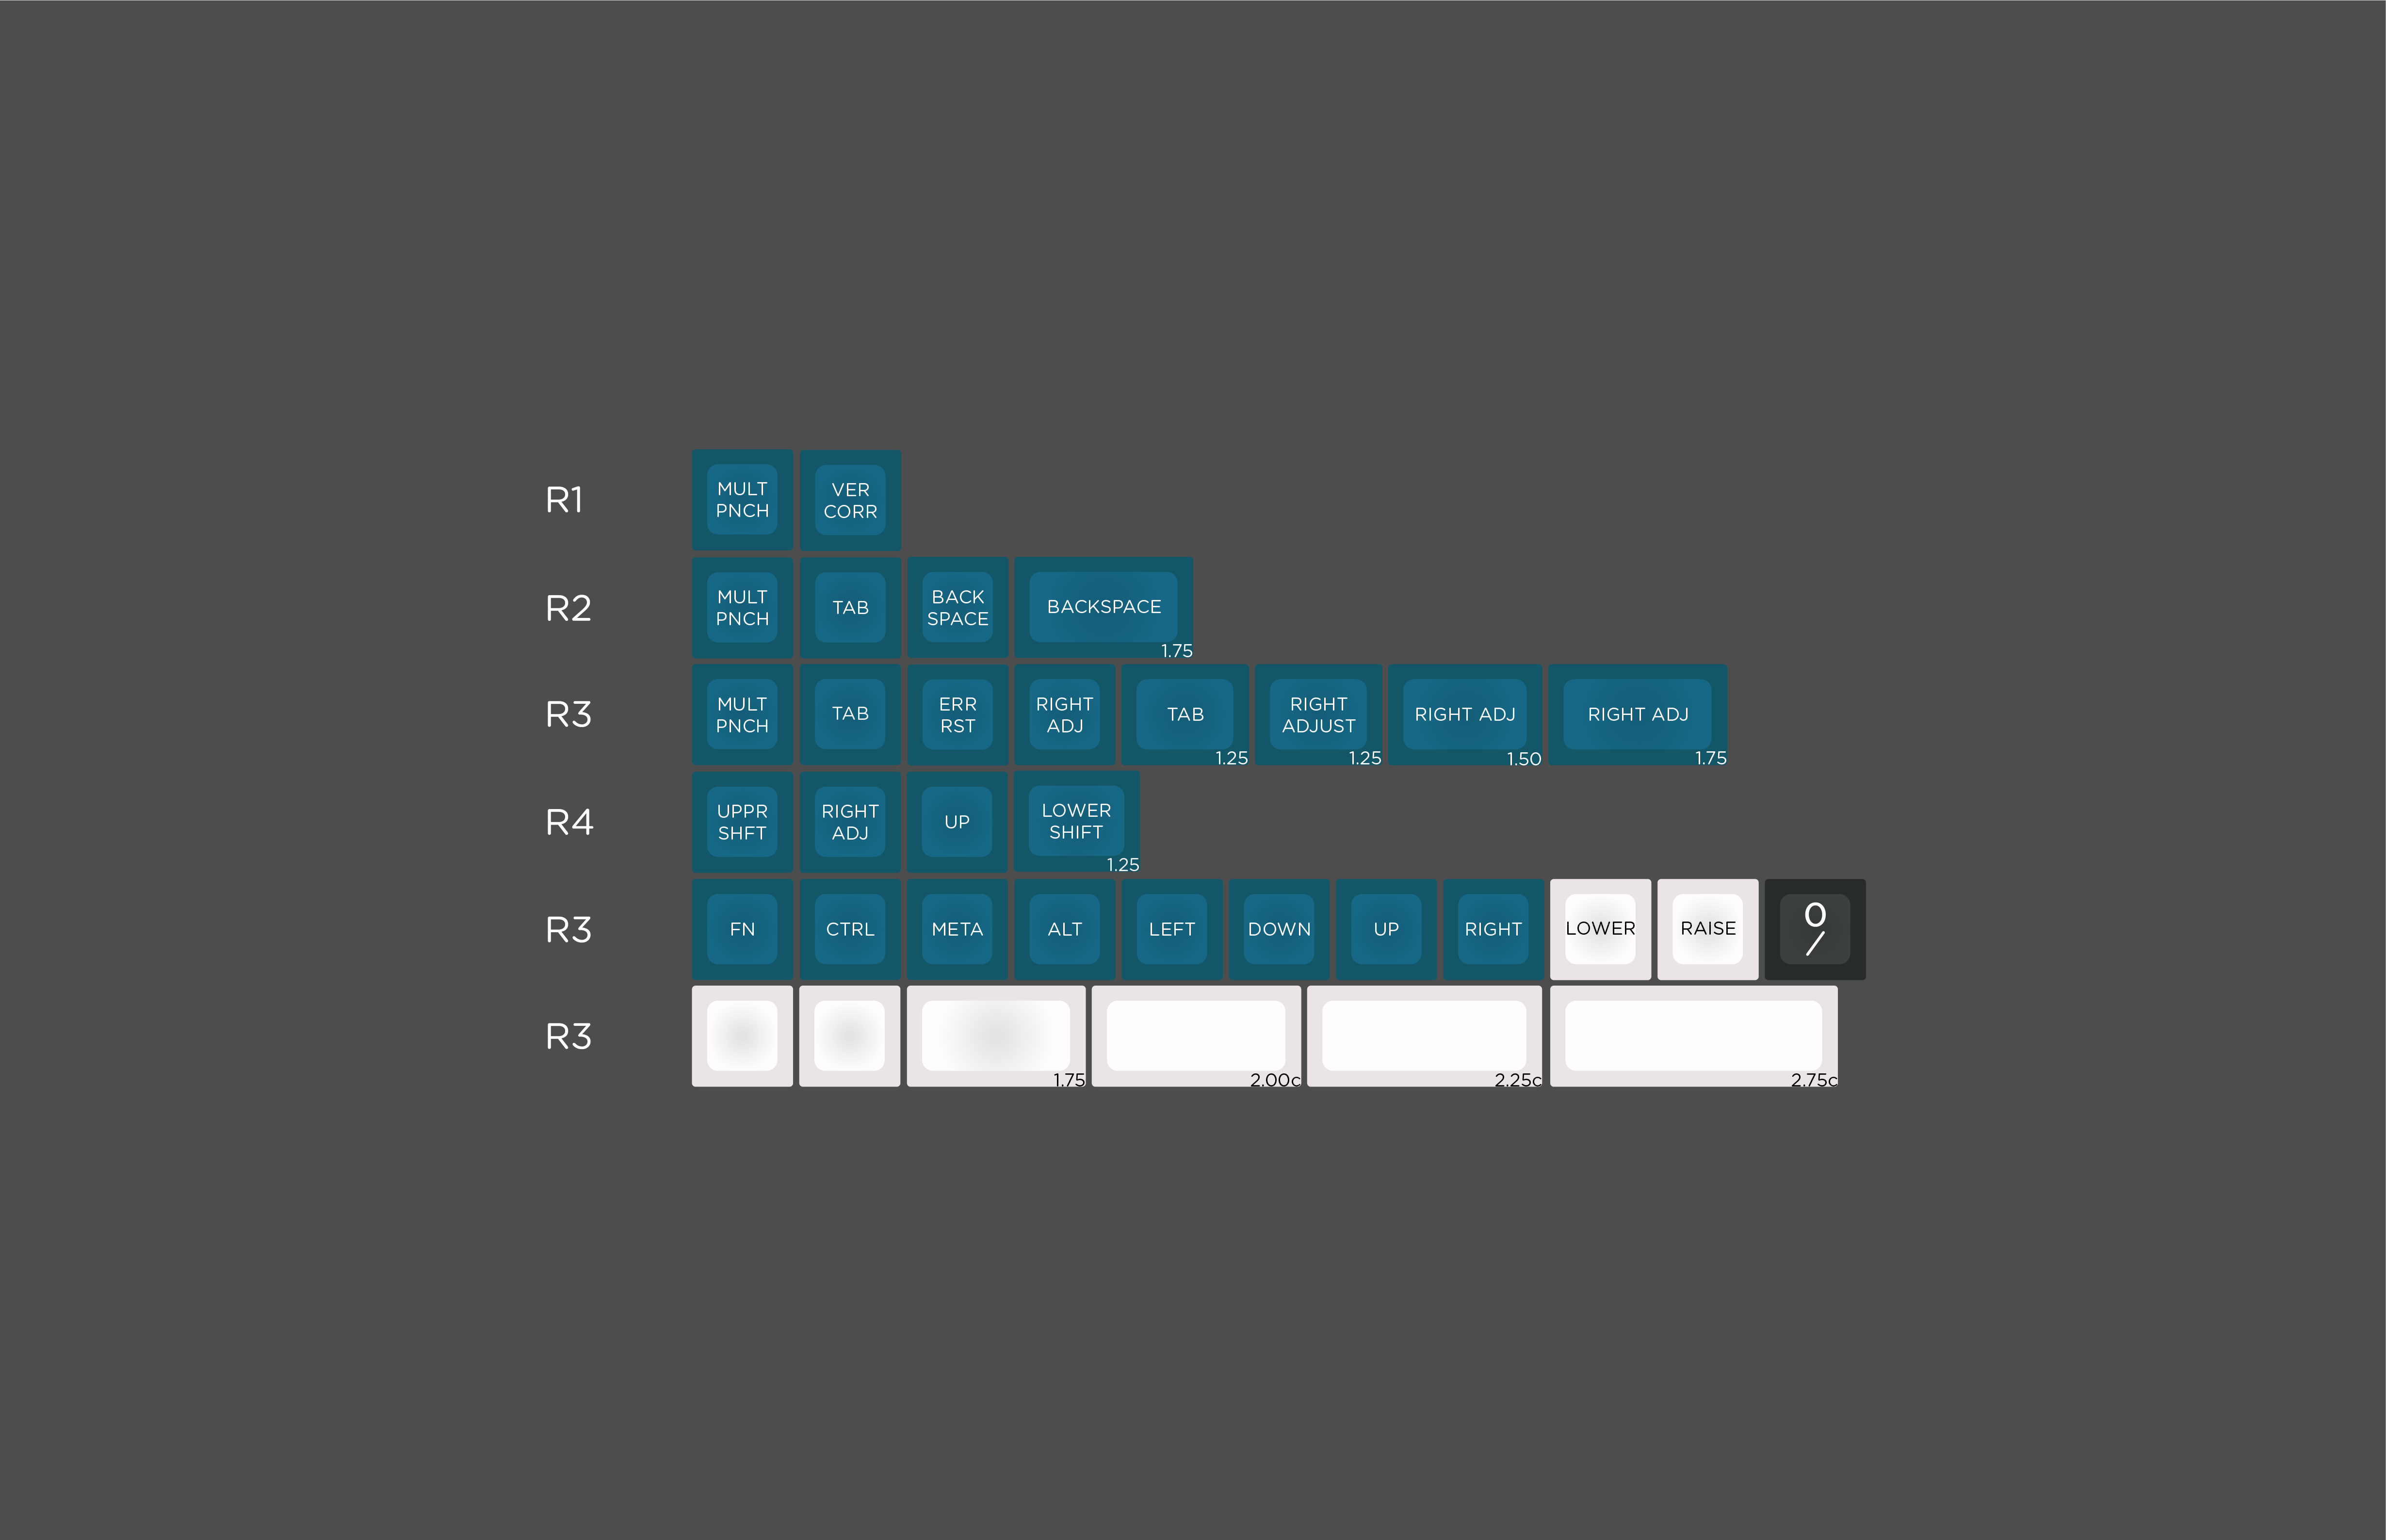 R1
MULT
PNCH
VER
CORR
R2
MULT
PNCH
TAB
BACK
SPACE
BACKSPACE
1.75
R3
MULT
PNCH
TAB
ERR
RST
RIGHT
ADJ
TAB
1.25
RIGHT
ADJUST
1.25
RIGHT ADJ
1.50
RIGHT ADJ
1.75
R4
UPPR
SHFT
RIGHT
ADJ
UP
LOWER
SHIFT
1.25
R3
FN
CTRL
META
ALT
LEFT
DOWN
UP
RIGHT
LOWER
RAISE
0
/
R3
1.75
2.00c
2.25c
2.75c